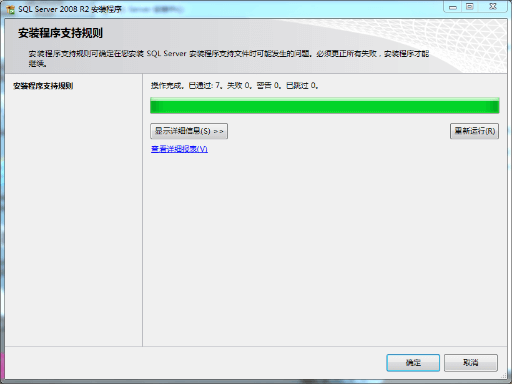 SQL Server 2008 R2 安装程序
安装程序支持规则
安装程序支持规则可确定在您安装 SQL Server 安装程序支持文件时可能发生的问题。必须更正所有失败，安装程序才能
继续。
安装程序支持规则
操作完成。已通过: 7。失败 0。警告 0。已跳过 0。
显示详细信息(S) >>
重新运行(R)
查看详细报表(V)
确定
取消